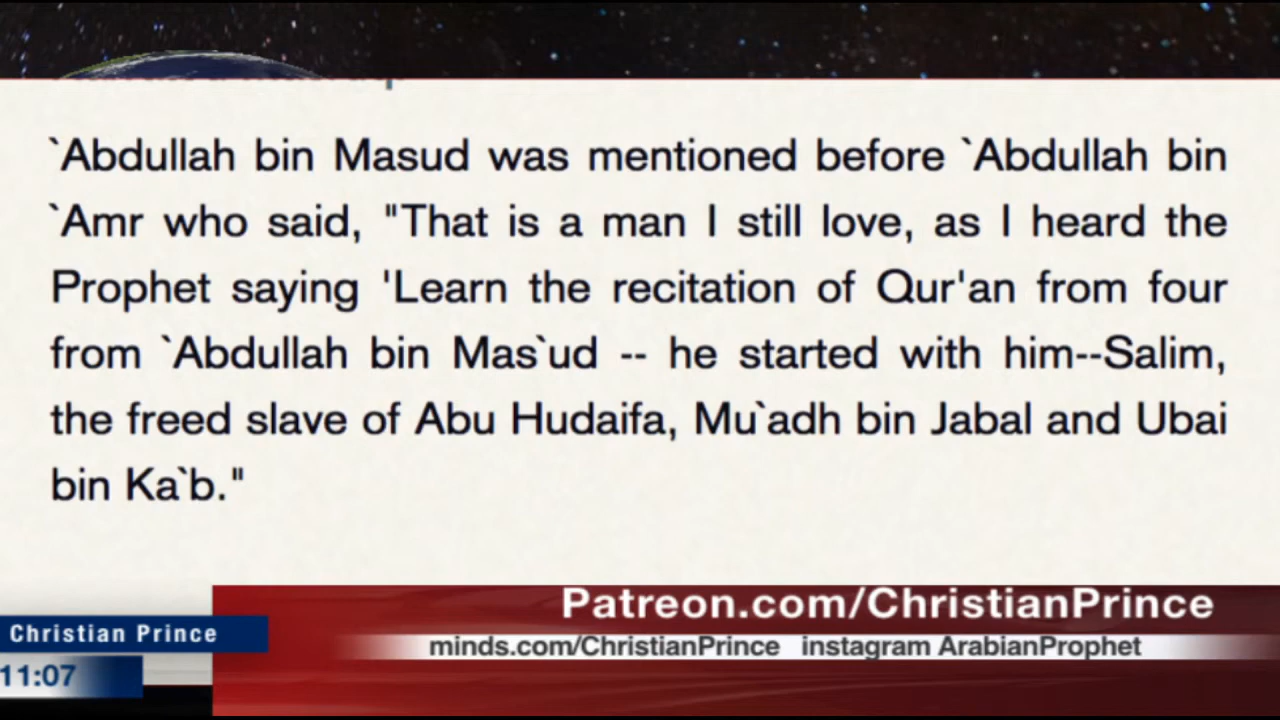 `Abdullah bin Masud was mentioned before `Abdullah bin
`Amr who said, "That is a man I still love, as I heard the
Prophet saying 'Learn the recitation of Qur'an from four
from `Abdullah bin Mas`ud -- he started with him--Salim,
the freed slave of Abu Hudaifa, Mu`adh bin Jabal and Ubai
bin Ka`b."
Patreon.com/ChristianPrince
Christian Prince
minds.com/ChristianPrince instagram ArabianProphet
11:07